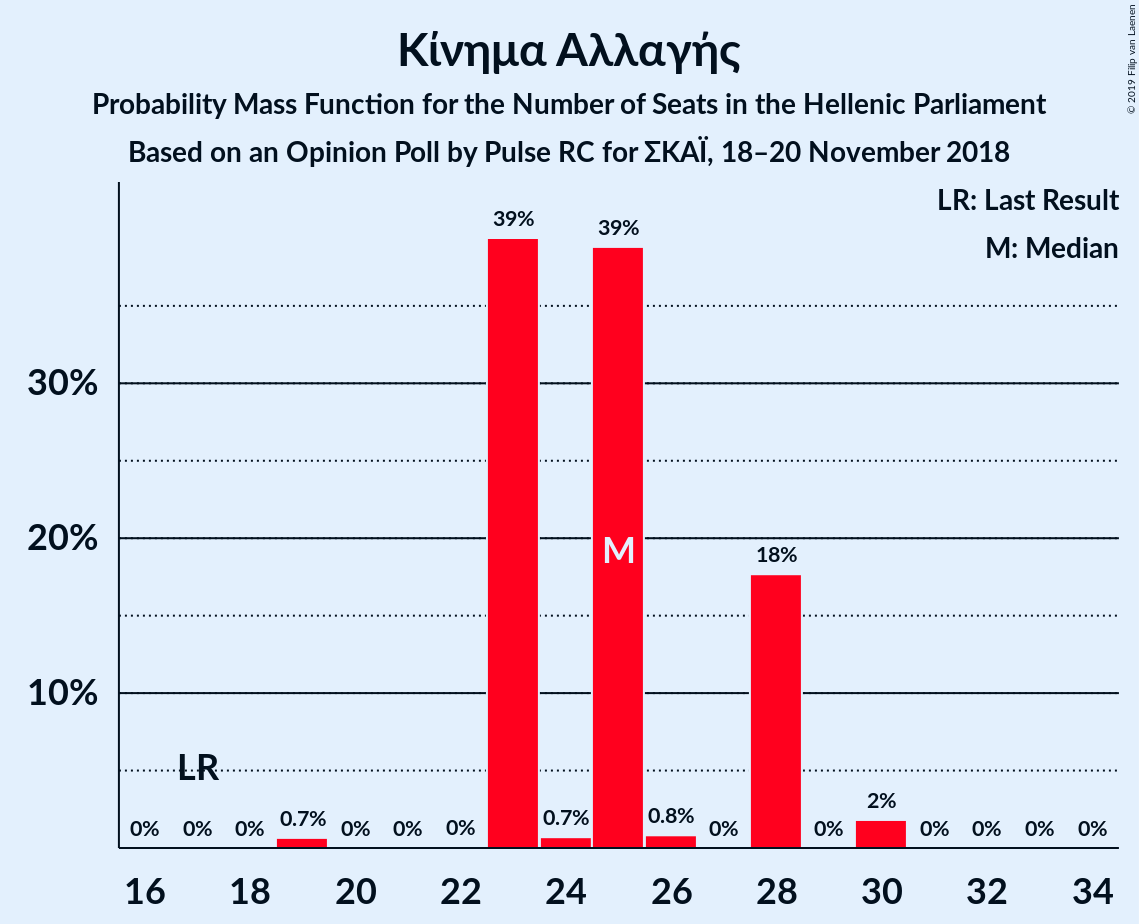 Κίνημα Αλλαγής
Probability Mass Function for the Number of Seats in the Hellenic Parliament
Based on an Opinion Poll by Pulse RC for ΣΚΑΪ, 18–20 November 2018
© 2019 Filip van Laenen
LR: Last Result
M: Median
39%
39%
30%
20%
M
18%
10%
LR
0%
0%
0%
0.7%
0%
0%
0%
0.7%
0.8%
0%
0%
2%
0%
0%
0%
0%
16 18 20 22 24 26 28 30 32 34